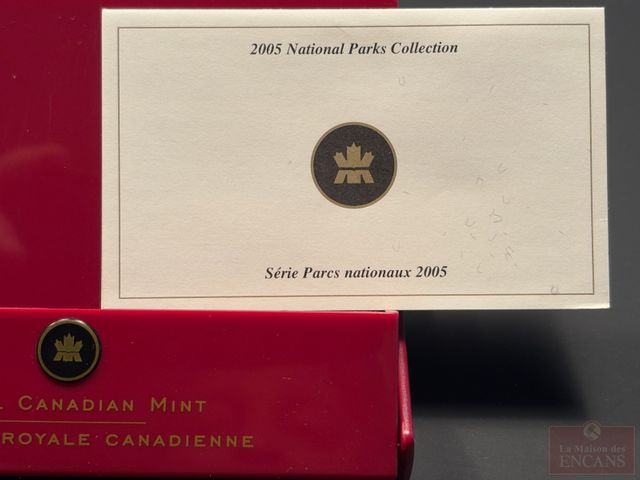 2005 National Parks Collection
Série Parcs nationaux 2005
CANADIAN MINT
ROYALE CANADIENNE
La Maison des
ENCANS